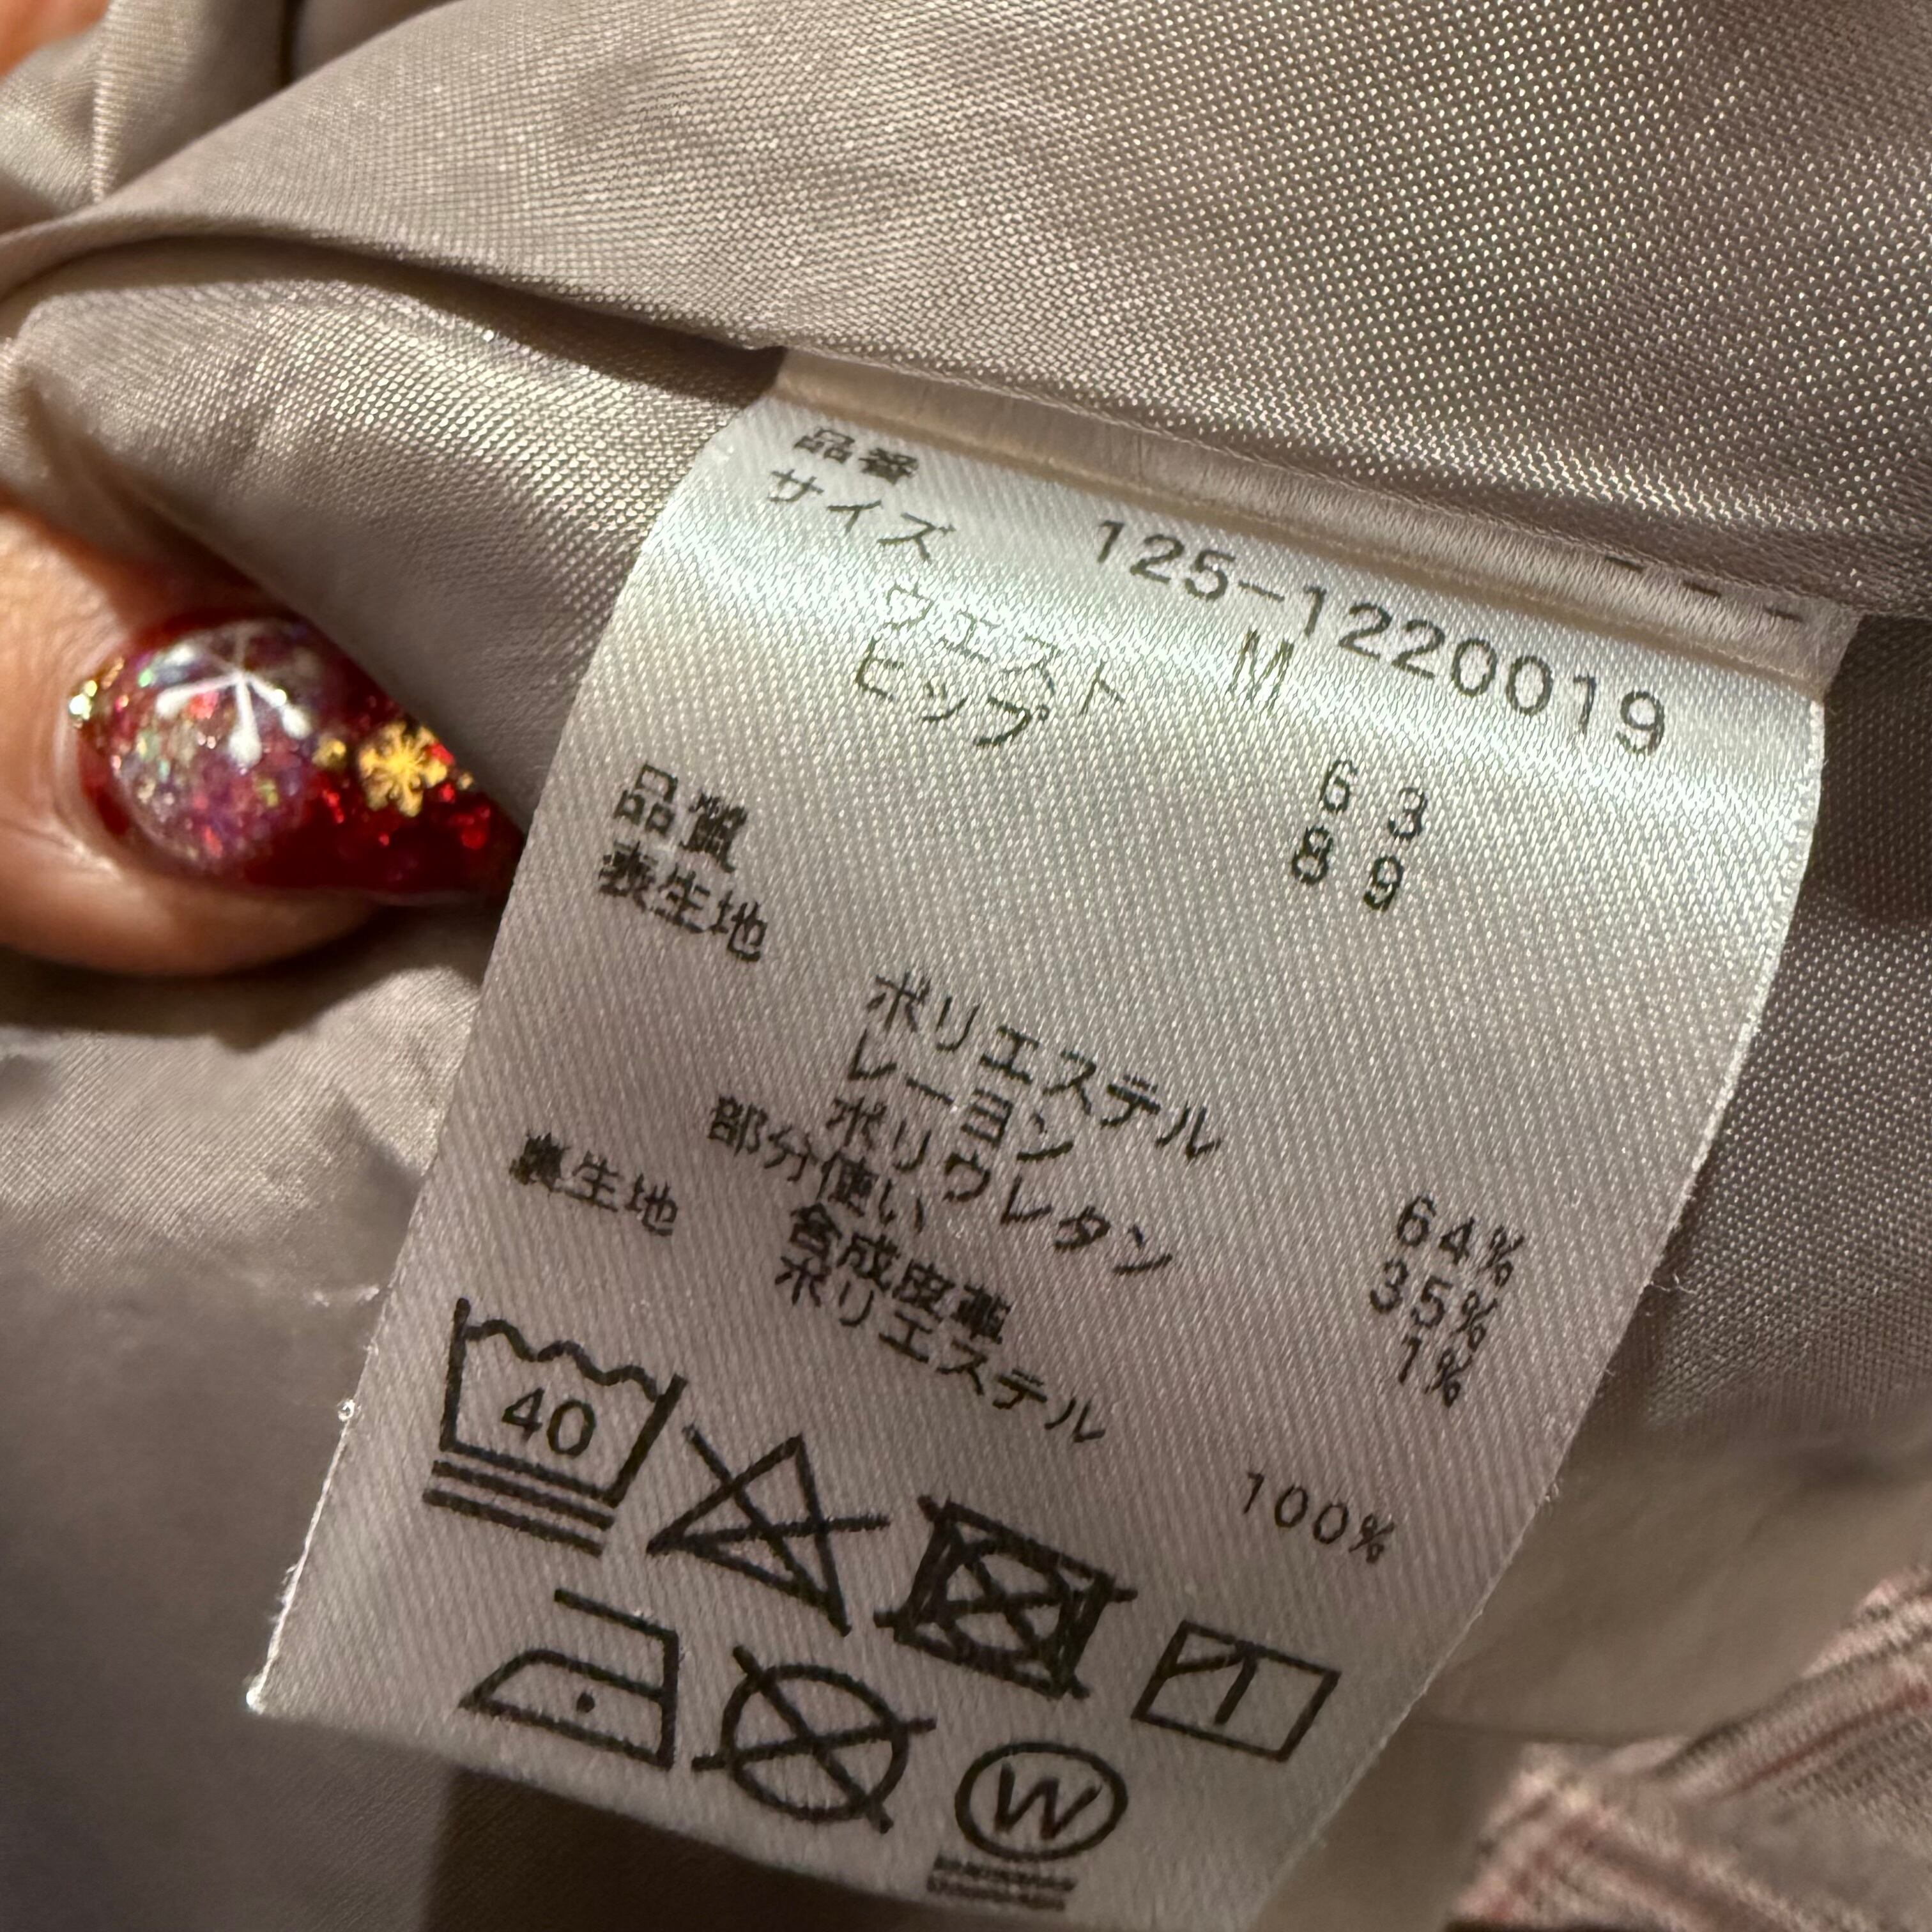 品番 125-1220019
サイズ M
ウエスト 63
ヒップ 89
品質
表生地
ポリエステル 64%
レーヨン 35%
ポリウレタン 1%
部分使い
合成皮革
裏生地 ポリエステル 100%
40
W